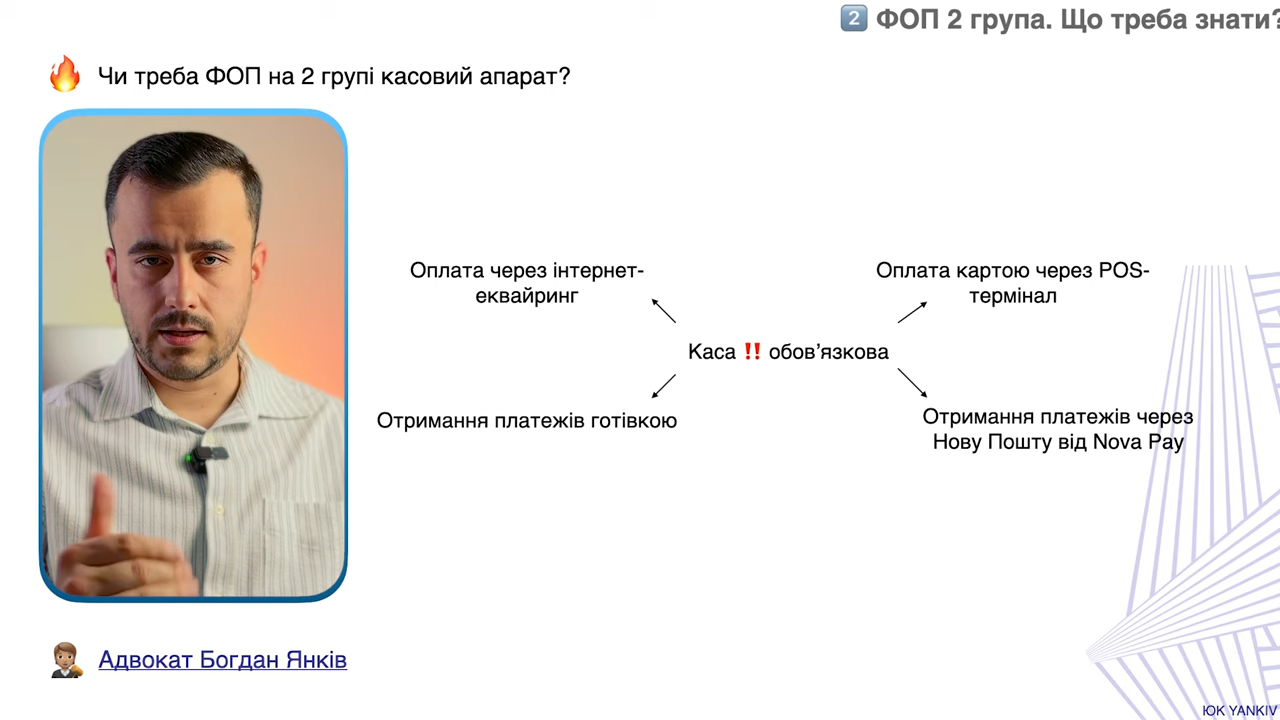 2 ФОП 2 група. Що треба знати?
Чи треба ФОП на 2 групі касовий апарат?
Оплата через інтернет-
еквайринг
Оплата картою через POS-
термінал
Каса ‼️ обов’язкова
Отримання платежів готівкою
Отримання платежів через
Нову Пошту від Nova Pay
Адвокат Богдан Янків
ЮК YANKIV